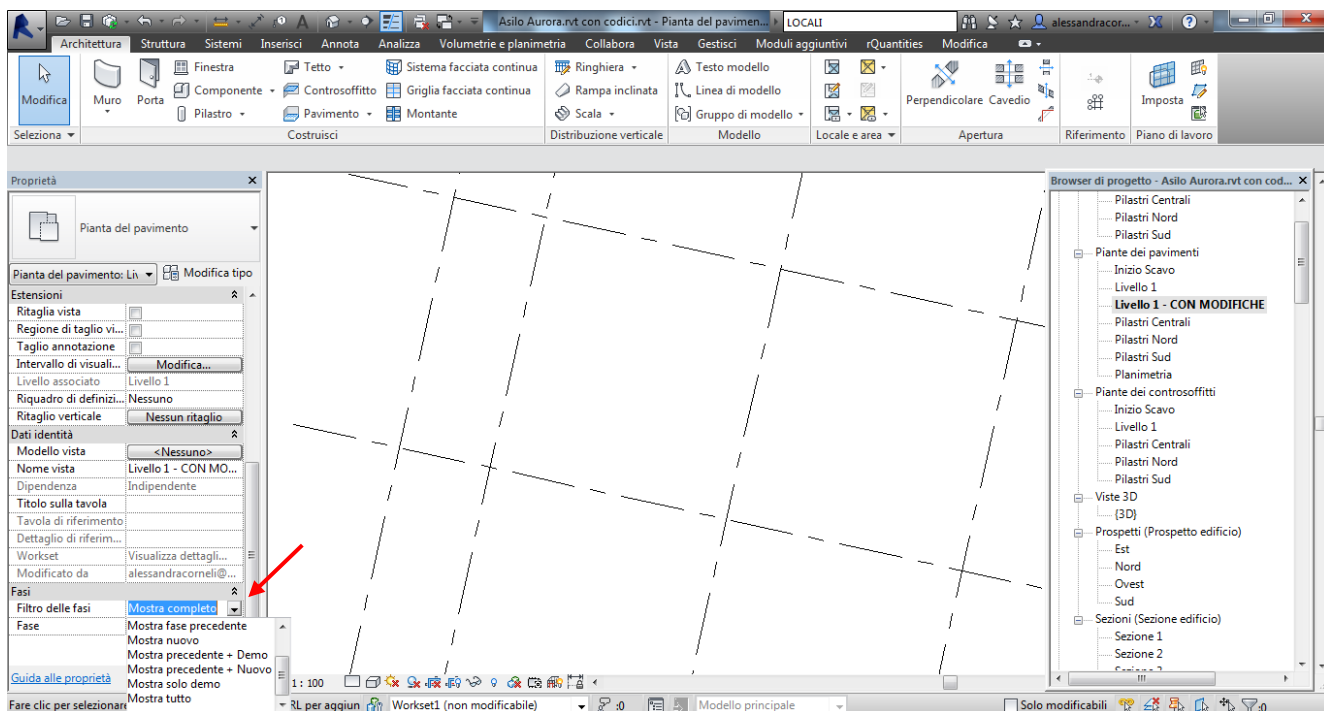 Asilo Aurora.rvt con codici.rvt - Pianta del pavimen...
LOCALI
alessandracor...
Architettura Struttura Sistemi Inserisci Annota Analizza Volumetrie e planimetria Collabora Vista Gestisci Moduli aggiuntivi rQuantities Modifica
Modifica
Muro
Porta
Finestra
Componente
Pilastro
Tetto
Controsoffitto
Pavimento
Sistema facciata continua
Griglia facciata continua
Montante
Ringhiera
Rampa inclinata
Scala
Testo modello
Linea di modello
Gruppo di modello
Perpendicolare
Cavedio
Imposta
Seleziona
Costruisci
Distribuzione verticale
Modello
Locale e area
Apertura
Riferimento
Piano di lavoro
Proprietà
Pianta del pavimento
Pianta del pavimento: Liv
Modifica tipo
Estensioni
Ritaglia vista
Regione di taglio vi...
Taglio annotazione
Intervallo di visuali... Modifica...
Livello associato Livello 1
Riquadro di definizi... Nessuno
Ritaglio verticale Nessun ritaglio
Dati identità
Modello vista <Nessuno>
Nome vista Livello 1 - CON MO...
Dipendenza Indipendente
Titolo sulla tavola
Tavola di riferimento
Dettaglio di riferim...
Workset Visualizza dettagli...
Modificato da alessandracorneli@...
Fasi
Filtro delle fasi Mostra completo
Fase
Mostra fase precedente
Mostra nuovo
Mostra precedente + Demo
Mostra precedente + Nuovo
Mostra solo demo
Mostra tutto
Guida alle proprietà
1 : 100
Browser di progetto - Asilo Aurora.rvt con cod...
Pilastri Centrali
Pilastri Nord
Pilastri Sud
Piante dei pavimenti
Inizio Scavo
Livello 1
Livello 1 - CON MODIFICHE
Pilastri Centrali
Pilastri Nord
Pilastri Sud
Planimetria
Piante dei controsoffitti
Inizio Scavo
Livello 1
Pilastri Centrali
Pilastri Nord
Pilastri Sud
Viste 3D
{3D}
Prospetti (Prospetto edificio)
Est
Nord
Ovest
Sud
Sezioni (Sezione edificio)
Sezione 1
Sezione 2
Fare clic per selezionare
RL per aggiun
Workset1 (non modificabile)
:0
Modello principale
Solo modificabili
:0